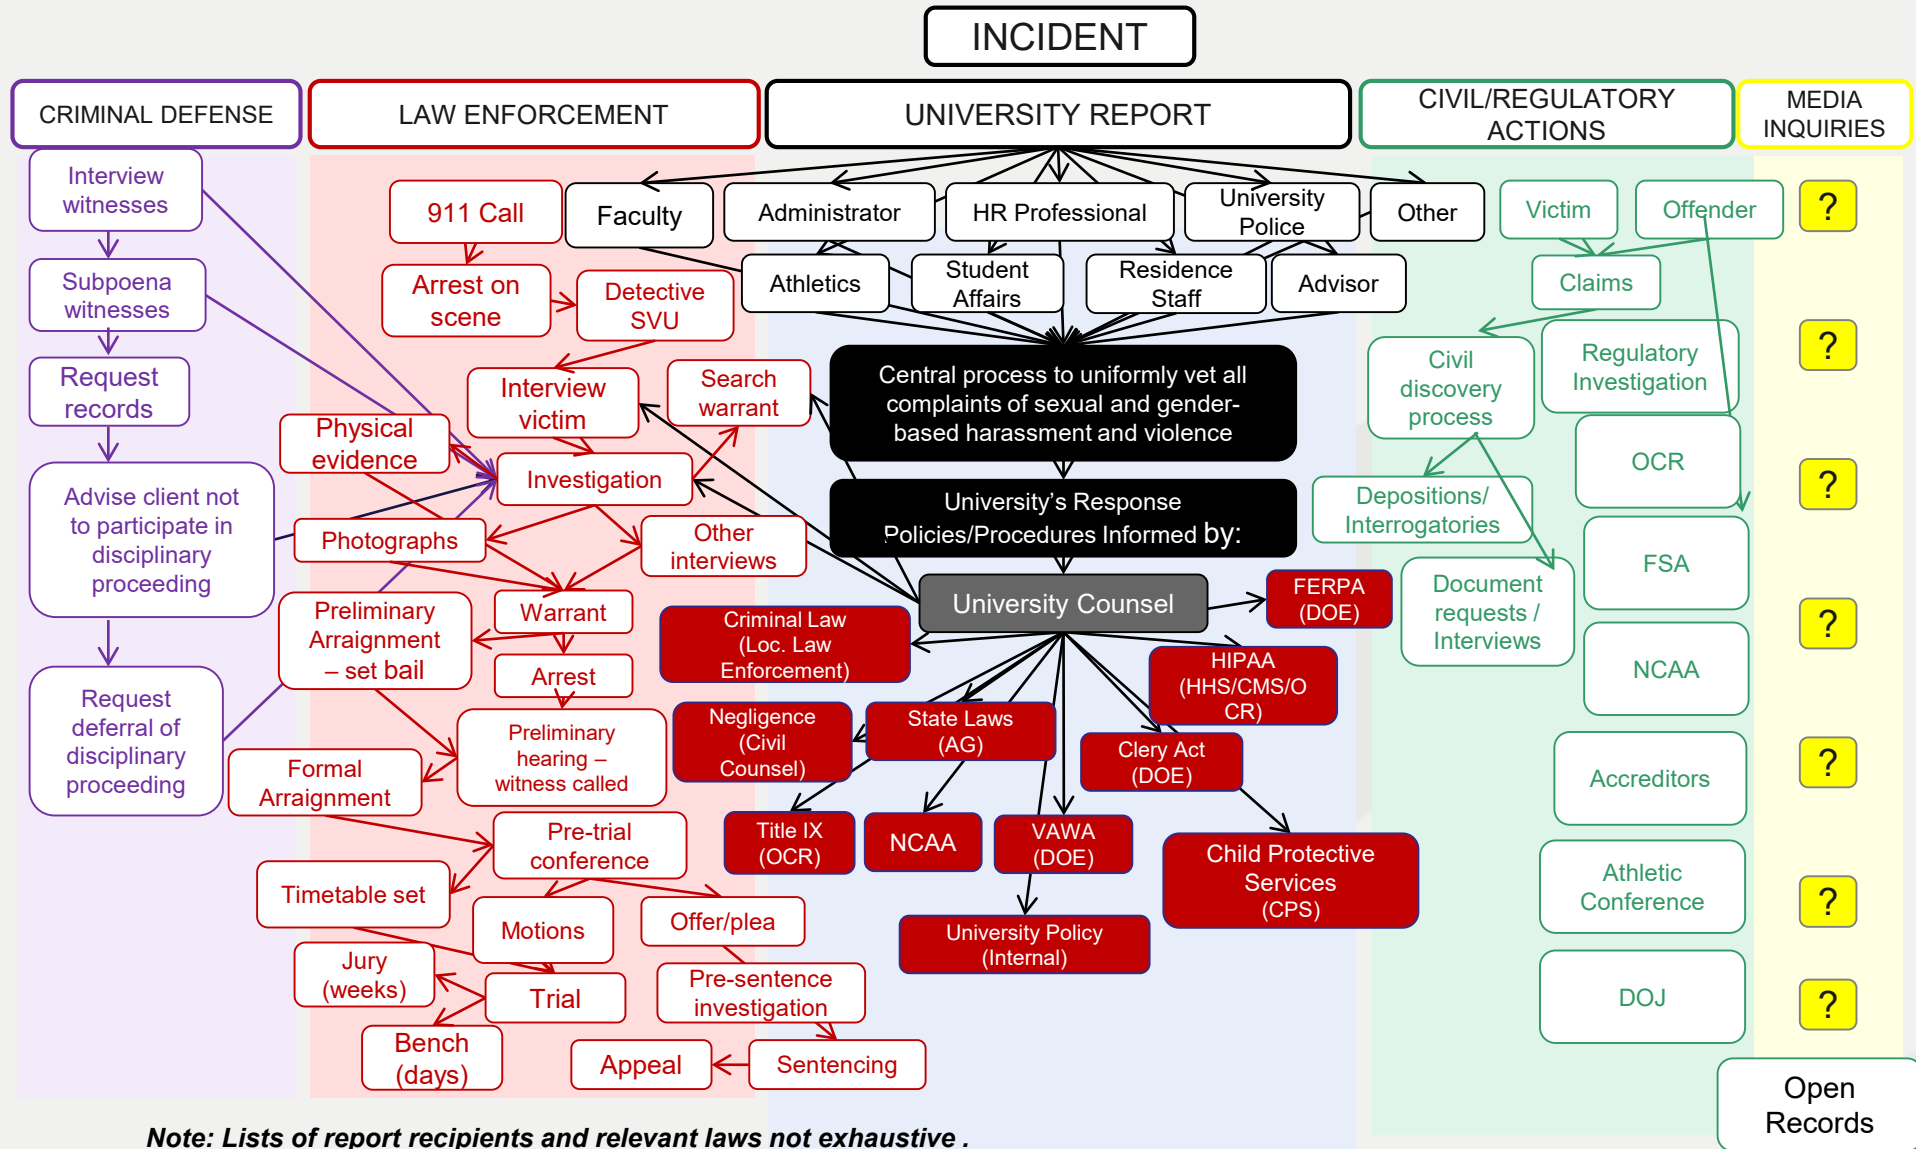 INCIDENT
CRIMINAL DEFENSE
LAW ENFORCEMENT
UNIVERSITY REPORT
CIVIL/REGULATORY
ACTIONS
MEDIA
INQUIRIES
Interview
witnesses
Subpoena
witnesses
Request
records
Advise client not
to participate in
disciplinary
proceeding
Request
deferral of
disciplinary
proceeding
911 Call
Arrest on
scene
Detective
SVU
Interview
victim
Search
warrant
Physical
evidence
Investigation
Photographs
Other
interviews
Warrant
Preliminary
Arraignment
– set bail
Arrest
Preliminary
hearing –
witness called
Formal
Arraignment
Pre-trial
conference
Timetable set
Motions
Offer/plea
Jury
(weeks)
Trial
Pre-sentence
investigation
Bench
(days)
Appeal
Sentencing
Faculty
Administrator
HR Professional
University
Police
Other
Athletics
Student
Affairs
Residence
Staff
Advisor
Central process to uniformly vet all
complaints of sexual and gender-
based harassment and violence
University’s Response
Policies/Procedures Informed by:
University Counsel
FERPA
(DOE)
Criminal Law
(Loc. Law
Enforcement)
HIPAA
(HHS/CMS/O
CR)
Negligence
(Civil
Counsel)
State Laws
(AG)
Clery Act
(DOE)
Title IX
(OCR)
NCAA
VAWA
(DOE)
Child Protective
Services
(CPS)
University Policy
(Internal)
Victim
Offender
Claims
Civil
discovery
process
Regulatory
Investigation
OCR
Depositions/
Interrogatories
FSA
Document
requests /
Interviews
NCAA
Accreditors
Athletic
Conference
DOJ
?
?
?
?
?
?
?
Open
Records
Note: Lists of report recipients and relevant laws not exhaustive .